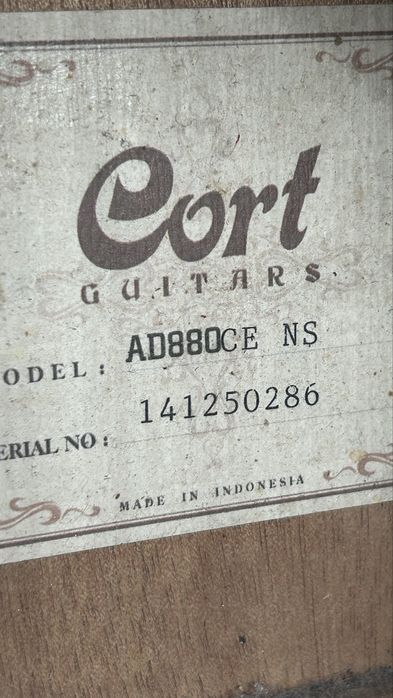 Cort
GUITARS
ODEL: AD880CE NS
ERIAL NO: 141250286
MADE IN INDONESIA